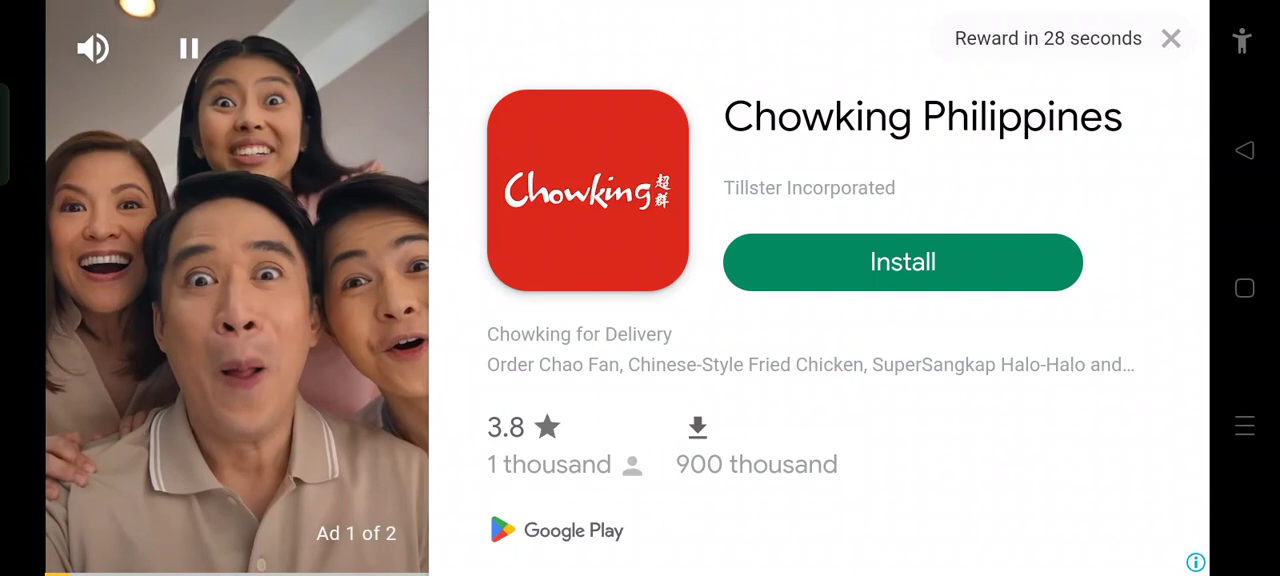 Reward in 28 seconds
Chowking 超群
Chowking Philippines
Tillster Incorporated
Install
Chowking for Delivery
Order Chao Fan, Chinese-Style Fried Chicken, SuperSangkap Halo-Halo and...
3.8
1 thousand
900 thousand
Google Play
Ad 1 of 2